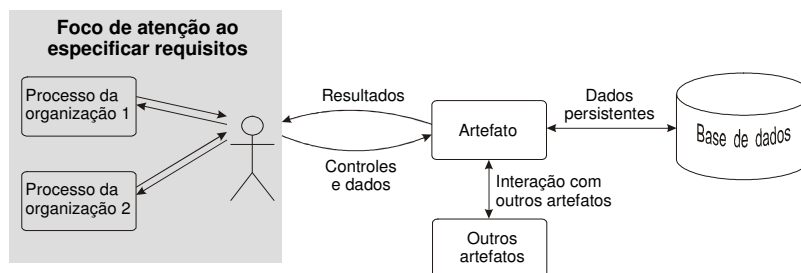 Foco de atenção ao
especificar requisitos
Processo da
organização 1
Processo da
organização 2
Resultados
Controles
e dados
Artefato
Interação com
outros artefatos
Outros
artefatos
Dados
persistentes
Base de dados